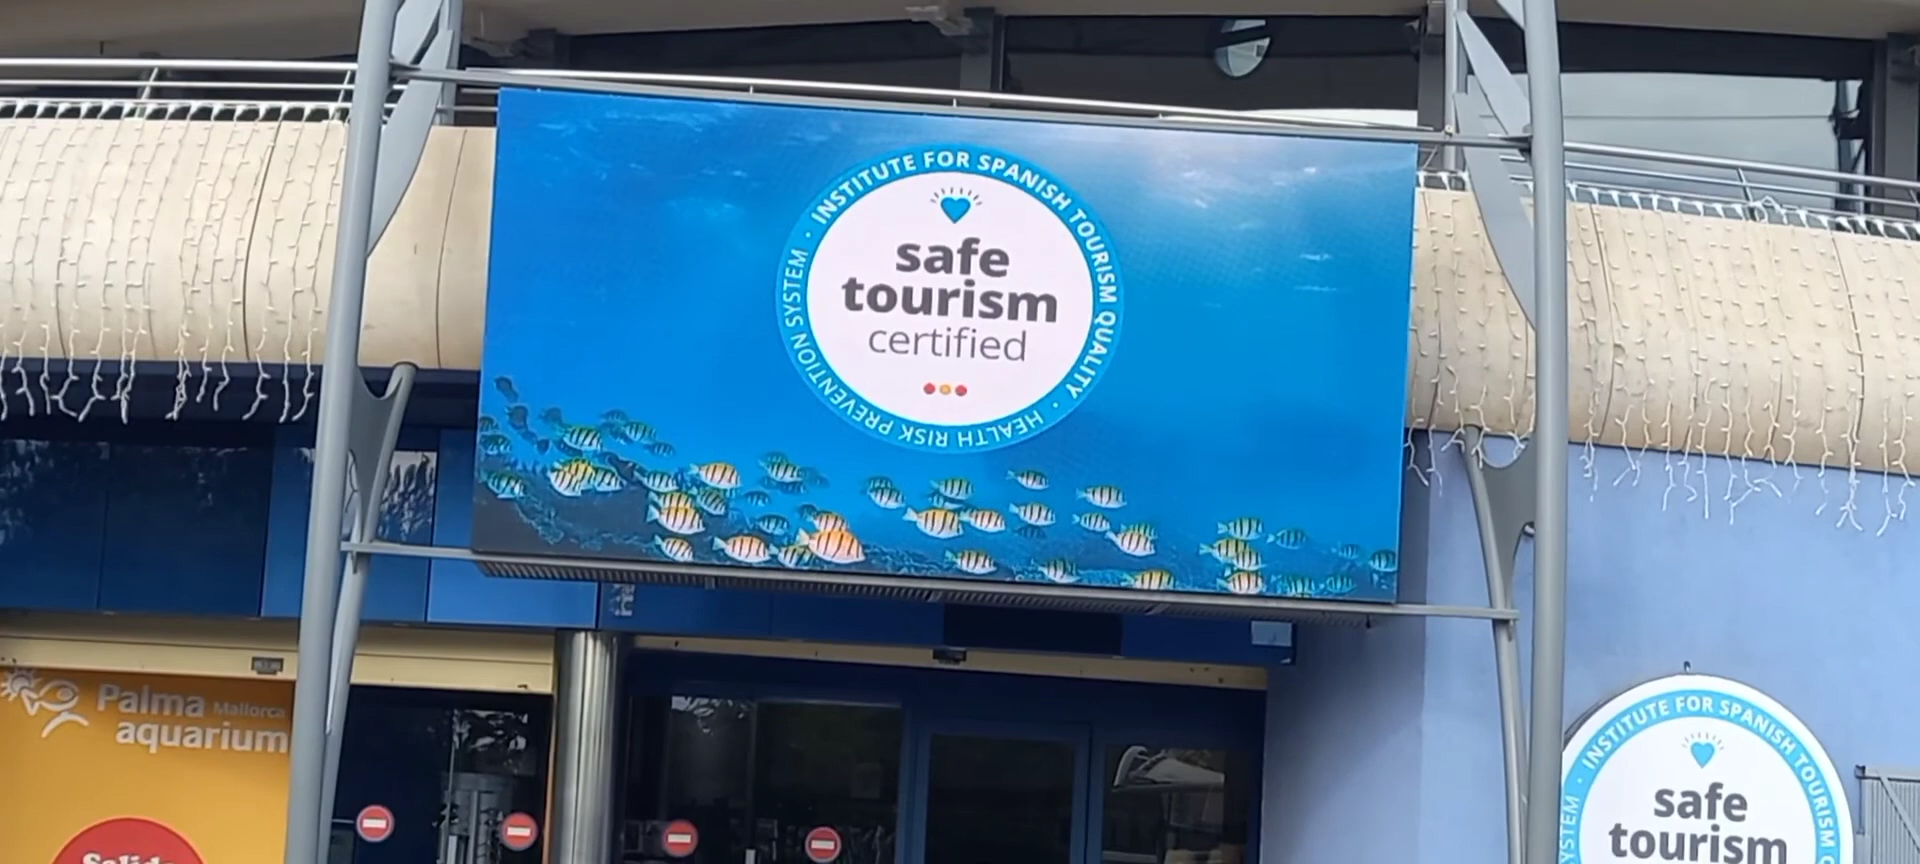 INSTITUTE FOR SPANISH TOURISM QUALITY · HEALTH RISK PREVENTION SYSTEM ·
safe
tourism
certified
Palma Mallorca
aquarium
INSTITUTE FOR SPANISH TOURISM
safe
tourism